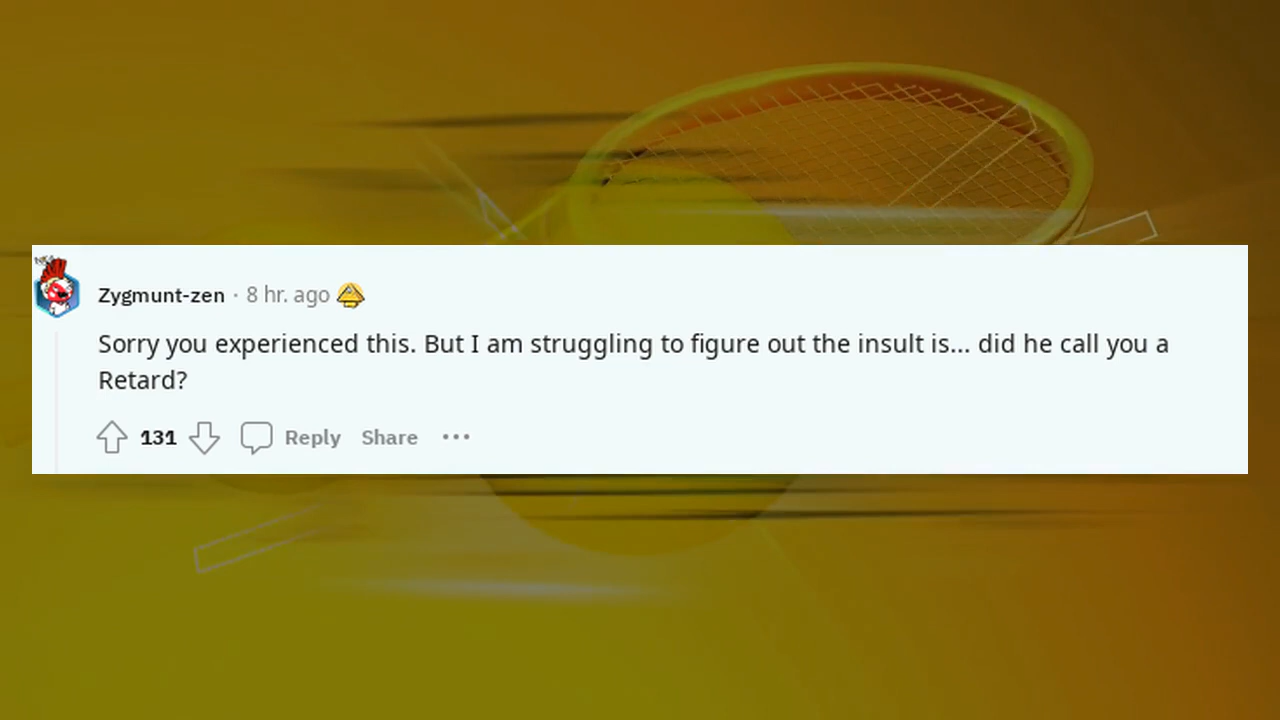 Zygmunt-zen · 8 hr. ago
Sorry you experienced this. But I am struggling to figure out the insult is... did he call you a
Retard?
131 Reply Share ···